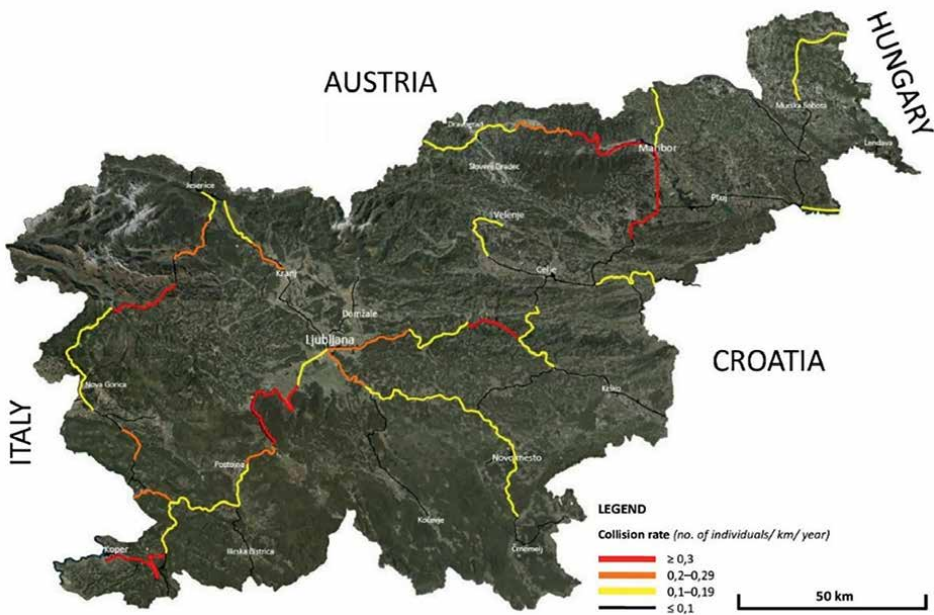 HUNGARY
AUSTRIA
Murska Sobota
Dravograd
Maribor
Lendava
Slovenj Gradec
Jesenice
Ptuj
Velenje
Kranj
Celje
Domžale
Ljubljana
CROATIA
Nova Gorica
Krško
ITALY
Postojna
Novo mesto
LEGEND
Kočevje
Collision rate (no. of individuals/ km/ year)
Koper
Ilirska Bistrica
Črnomelj
≥ 0,3
0,2–0,29
0,1–0,19
≤ 0,1
50 km